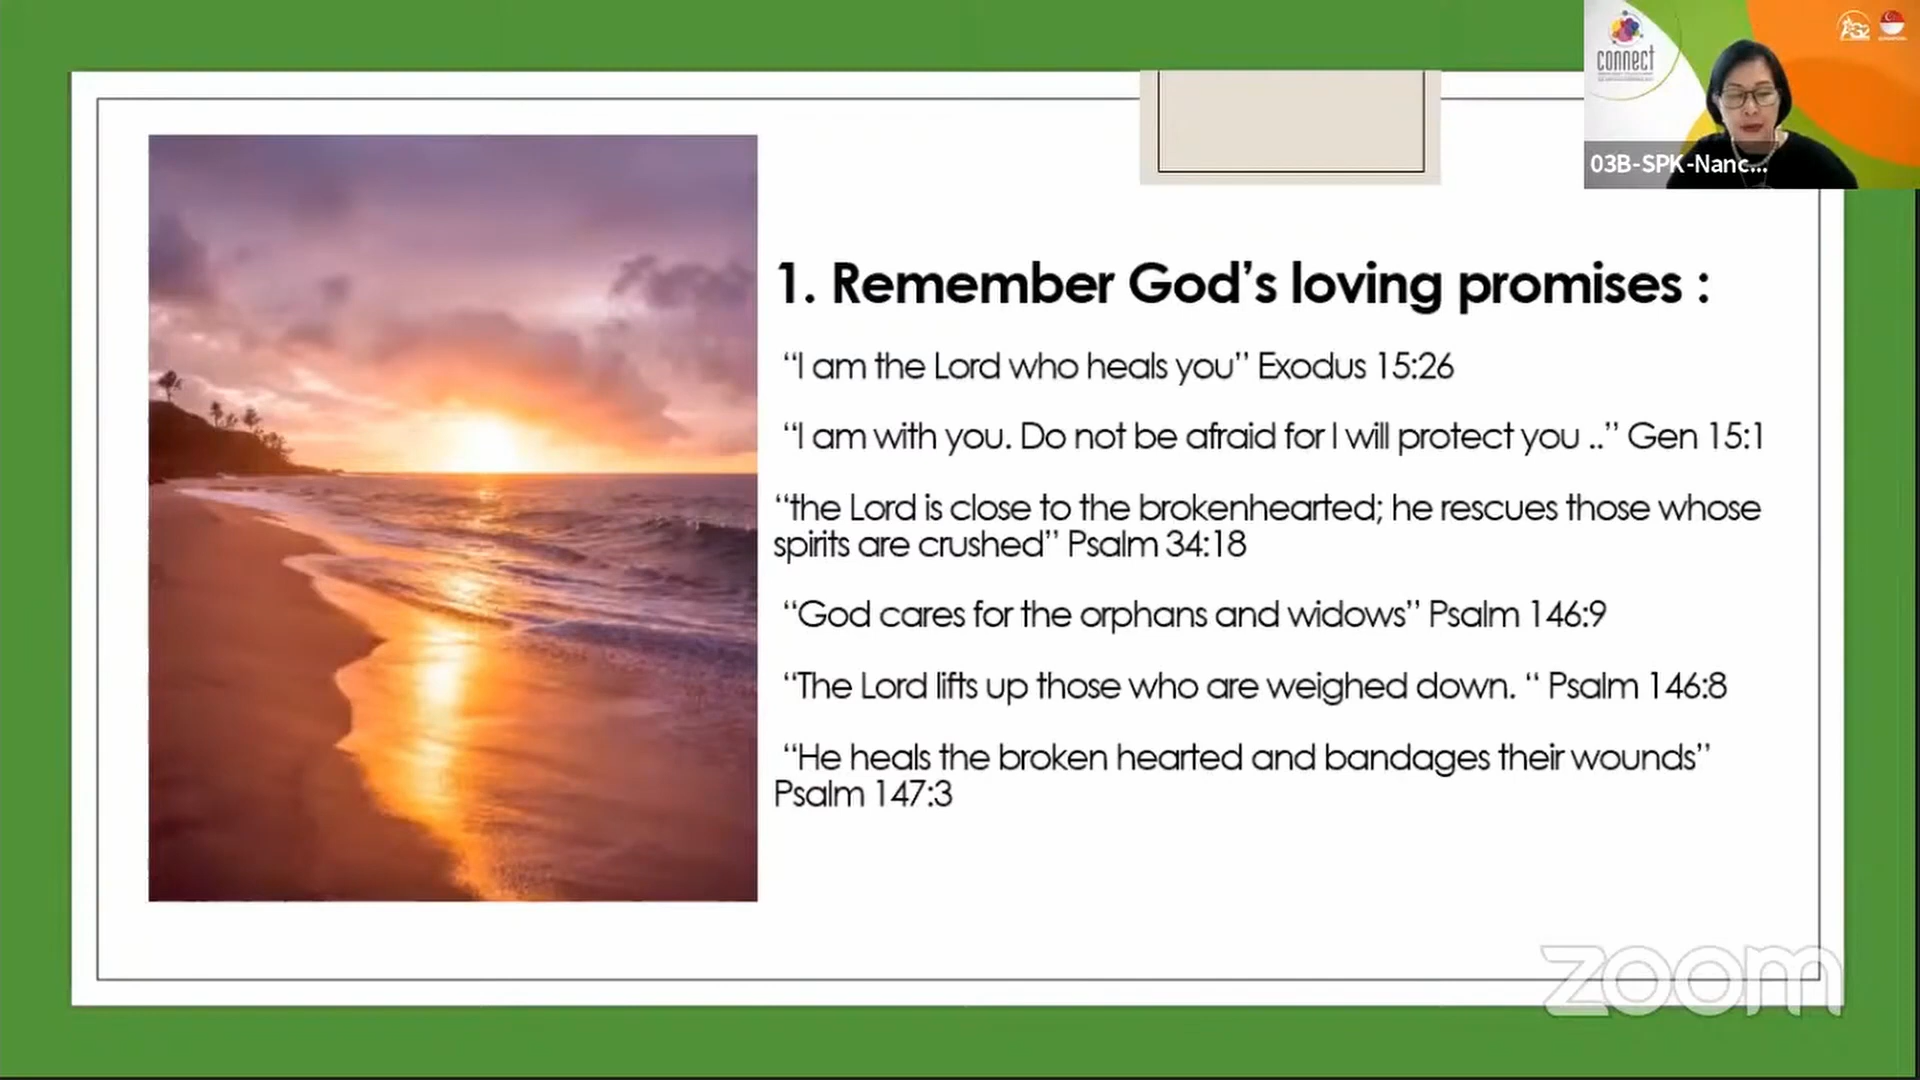 connect
03B-SPK-Nanc...
1. Remember God’s loving promises :
“I am the Lord who heals you” Exodus 15:26
“I am with you. Do not be afraid for I will protect you ..” Gen 15:1
“the Lord is close to the brokenhearted; he rescues those whose
spirits are crushed” Psalm 34:18
“God cares for the orphans and widows” Psalm 146:9
“The Lord lifts up those who are weighed down. “ Psalm 146:8
“He heals the broken hearted and bandages their wounds”
Psalm 147:3
zoom